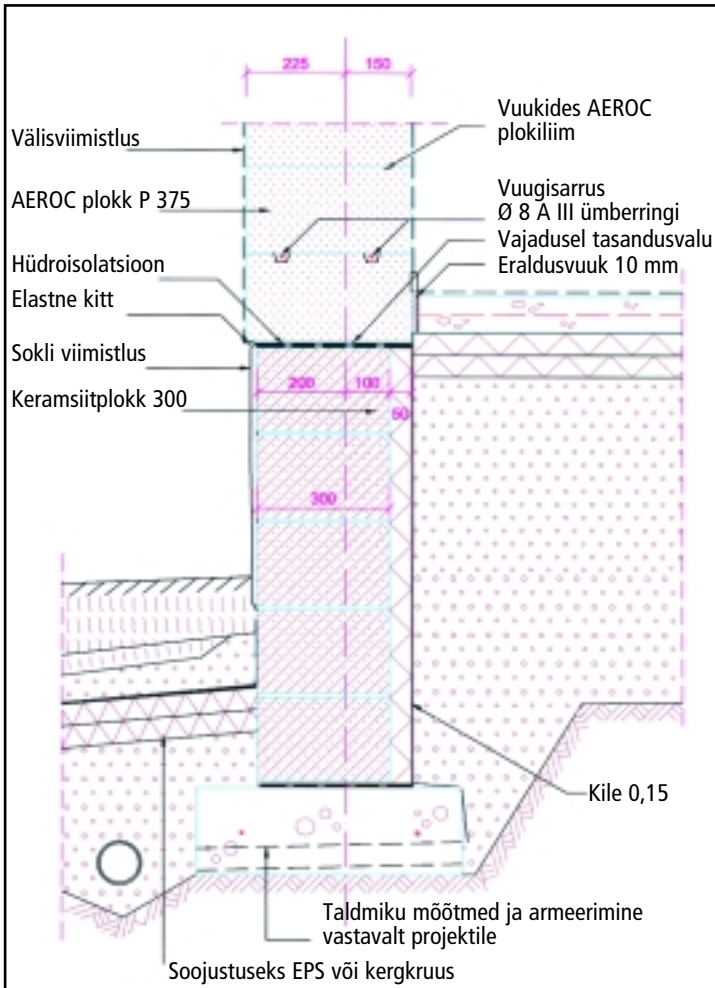 225
150
Vuukides AEROC
plokiliim
Välisviimistlus
AEROC plokk P 375
Vuugisarrus
Ø 8 A III ümberringi
Vajadusel tasandusvalu
Eraldusvuuk 10 mm
Hüdroisolatsioon
Elastne kitt
Sokli viimistlus
Keramsiitplokk 300
200
100
50
300
Kile 0,15
Taldmiku mõõtmed ja armeerimine
vastavalt projektile
Soojustuseks EPS või kergkruus